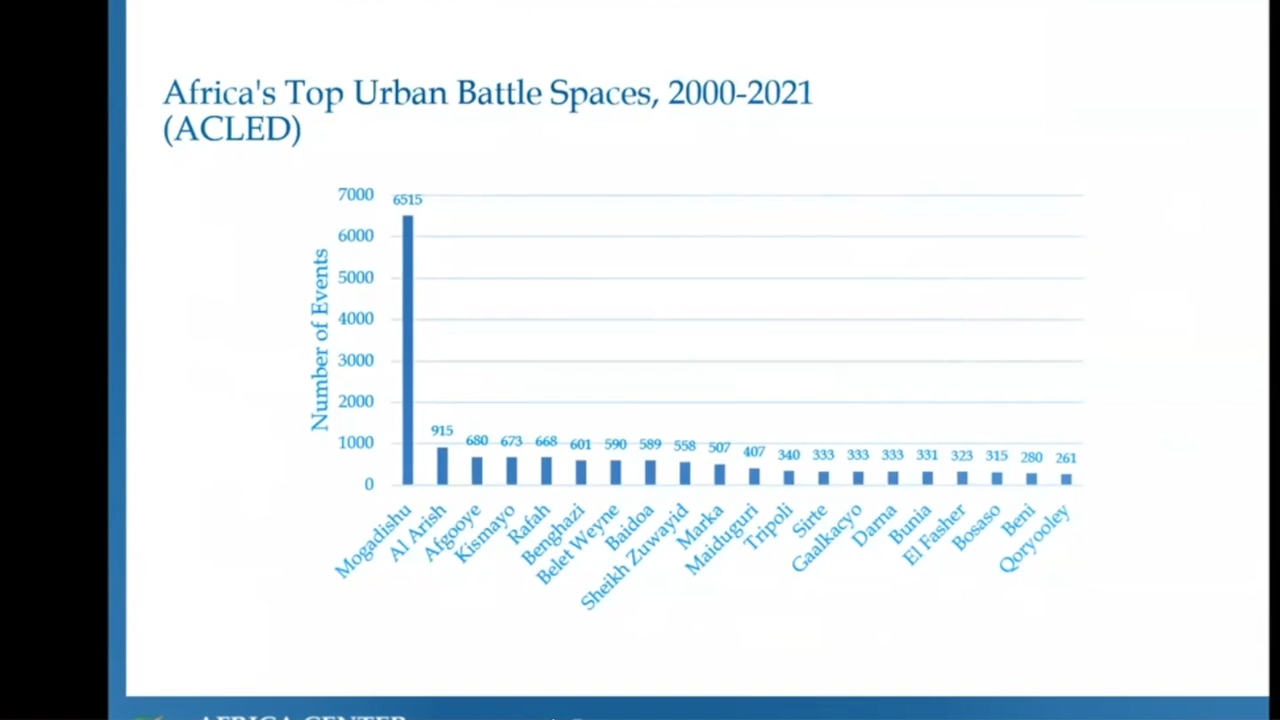 Africa's Top Urban Battle Spaces, 2000-2021
(ACLED)
Number of Events
7000
6000
5000
4000
3000
2000
1000
0
6515
915
680
673
668
601
590
589
558
507
407
340
333
333
333
331
323
315
280
261
Mogadishu
Al Arish
Afgooye
Kismayo
Rafah
Benghazi
Belet Weyne
Baidoa
Sheikh Zuwayid
Marka
Maiduguri
Tripoli
Sirte
Gaalkacyo
Darna
Bunia
El Fasher
Bosaso
Beni
Qoryooley
AFRICA CENTER